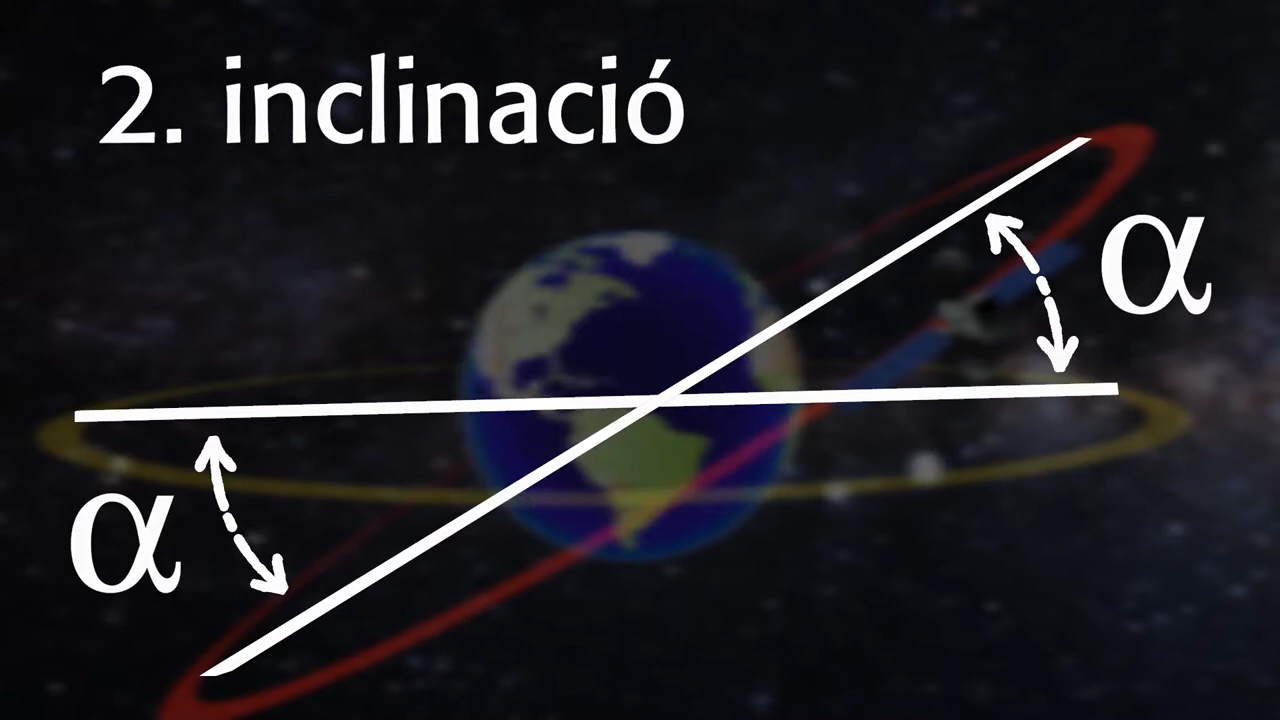 2. inclinació
α
α